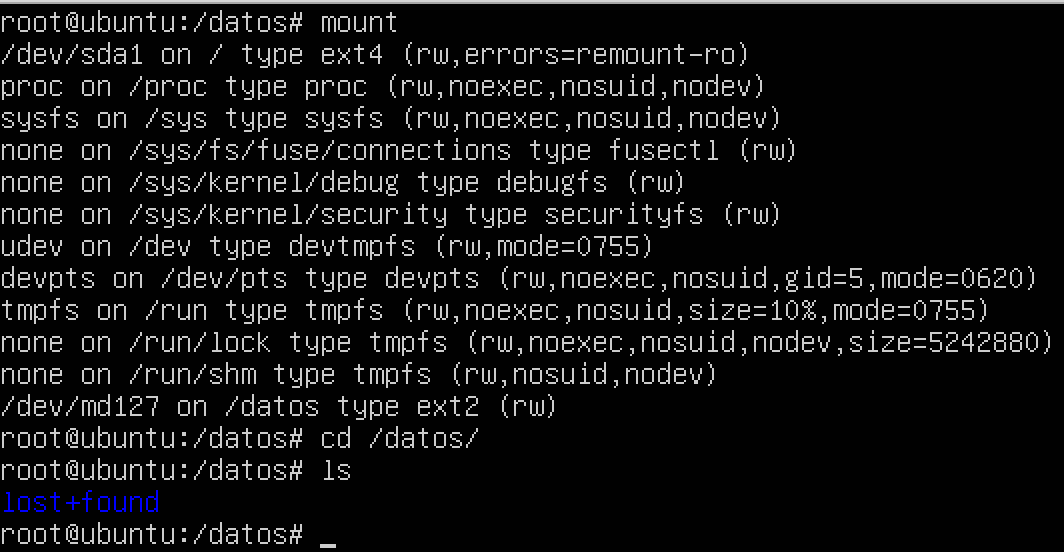 root@ubuntu:/datos# mount
/dev/sda1 on / type ext4 (rw,errors=remount-ro)
proc on /proc type proc (rw,noexec,nosuid,nodev)
sysfs on /sys type sysfs (rw,noexec,nosuid,nodev)
none on /sys/fs/fuse/connections type fusectl (rw)
none on /sys/kernel/debug type debugfs (rw)
none on /sys/kernel/security type securityfs (rw)
udev on /dev type devtmpfs (rw,mode=0755)
devpts on /dev/pts type devpts (rw,noexec,nosuid,gid=5,mode=0620)
tmpfs on /run type tmpfs (rw,noexec,nosuid,size=10%,mode=0755)
none on /run/lock type tmpfs (rw,noexec,nosuid,nodev,size=5242880)
none on /run/shm type tmpfs (rw,nosuid,nodev)
/dev/md127 on /datos type ext2 (rw)
root@ubuntu:/datos# cd /datos/
root@ubuntu:/datos# ls
lost+found
root@ubuntu:/datos# _